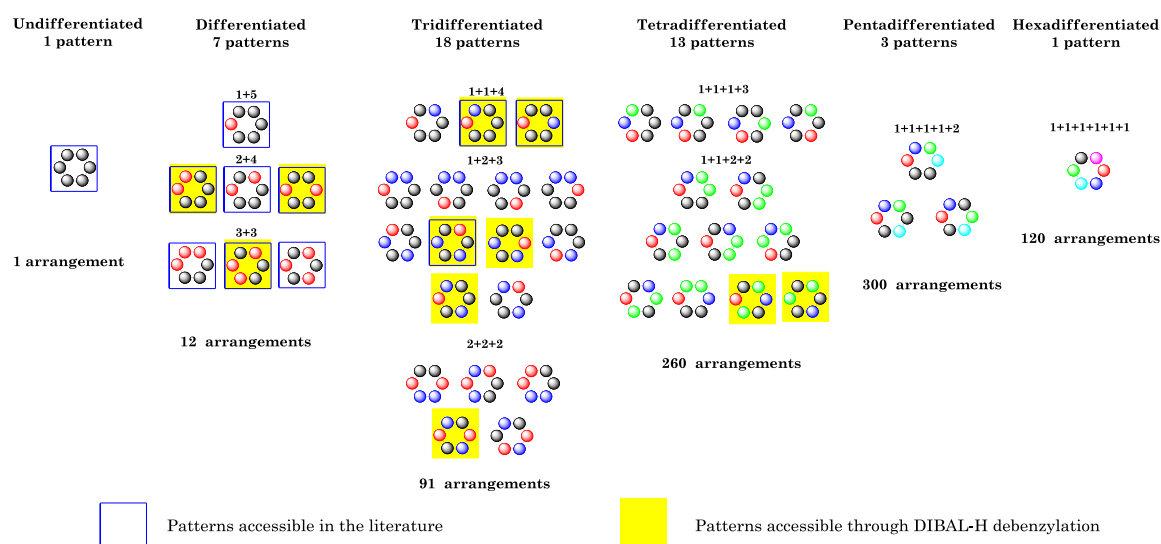 Undifferentiated
1 pattern
Differentiated
7 patterns
Tridifferentiated
18 patterns
Tetradifferentiated
13 patterns
Pentadifferentiated
3 patterns
Hexadifferentiated
1 pattern
1 arrangement
1+5
2+4
3+3
12 arrangements
1+1+4
1+2+3
2+2+2
91 arrangements
1+1+1+3
1+1+2+2
260 arrangements
1+1+1+1+2
300 arrangements
1+1+1+1+1+1
120 arrangements
Patterns accessible in the literature
Patterns accessible through DIBAL-H debenzylation